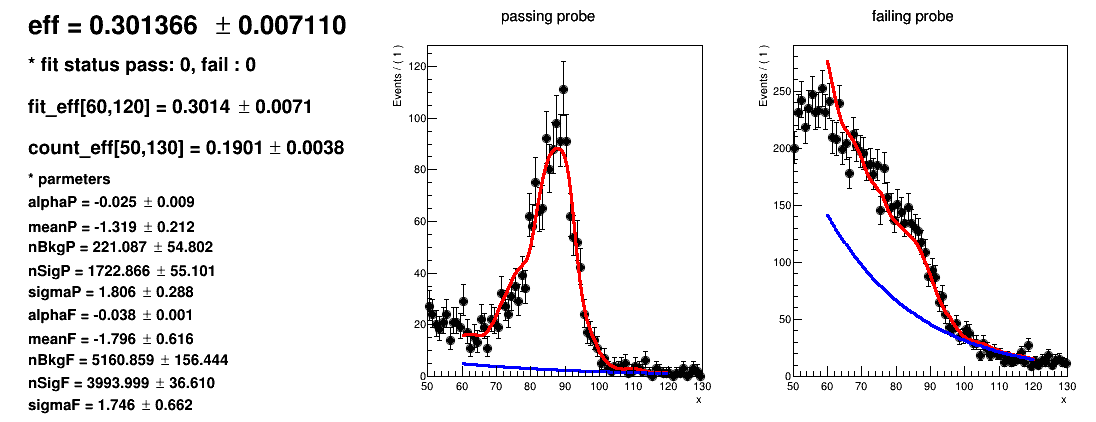 eff = 0.301366 ± 0.007110
* fit status pass: 0, fail : 0
fit_eff[60,120] = 0.3014 ± 0.0071
count_eff[50,130] = 0.1901 ± 0.0038
* parmeters
alphaP = -0.025 ± 0.009
meanP = -1.319 ± 0.212
nBkgP = 221.087 ± 54.802
nSigP = 1722.866 ± 55.101
sigmaP = 1.806 ± 0.288
alphaF = -0.038 ± 0.001
meanF = -1.796 ± 0.616
nBkgF = 5160.859 ± 156.444
nSigF = 3993.999 ± 36.610
sigmaF = 1.746 ± 0.662
passing probe
Events / ( 1 )
120
100
80
60
40
20
0
50 60 70 80 90 100 110 120 130
x
failing probe
Events / ( 1 )
250
200
150
100
50
0
50 60 70 80 90 100 110 120 130
x